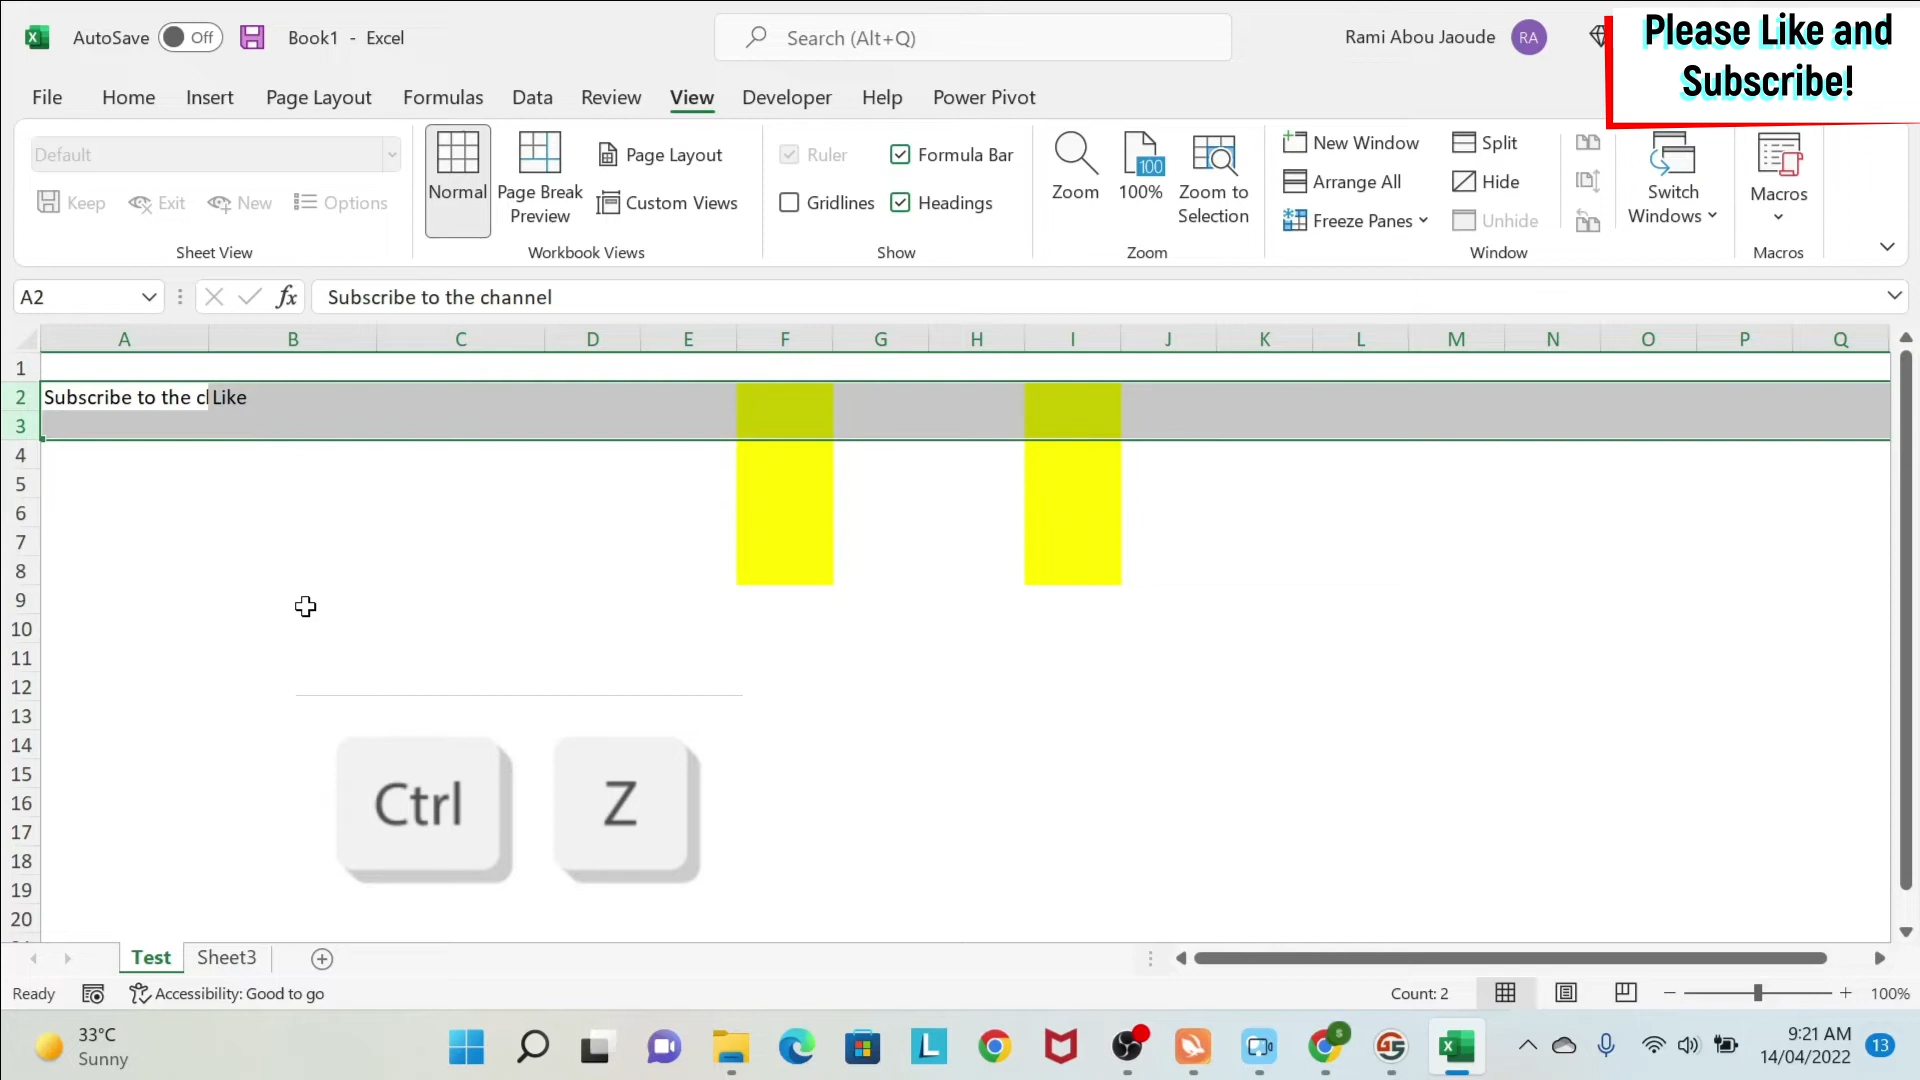 AutoSave Off Book1 - Excel Search (Alt+Q) Rami Abou Jaoude RA
Please Like and
Subscribe!
File Home Insert Page Layout Formulas Data Review View Developer Help Power Pivot
Default
Keep Exit New Options
Sheet View
Normal
Page Break
Preview
Page Layout
Custom Views
Workbook Views
Ruler Formula Bar
Gridlines Headings
Show
Zoom
100
100%
Zoom to
Selection
Zoom
New Window
Arrange All
Freeze Panes
Split
Hide
Unhide
Window
Switch
Windows
Macros
Macros
A2 fx Subscribe to the channel
A B C D E F G H I J K L M N O P Q
1
2 Subscribe to the cl Like
3
4
5
6
7
8
9
10
11
12
13
14
15
16
17
18
19
20
Ctrl Z
Test Sheet3
Ready Accessibility: Good to go Count: 2 100%
33°C
Sunny
L
S
9:21 AM
14/04/2022
13